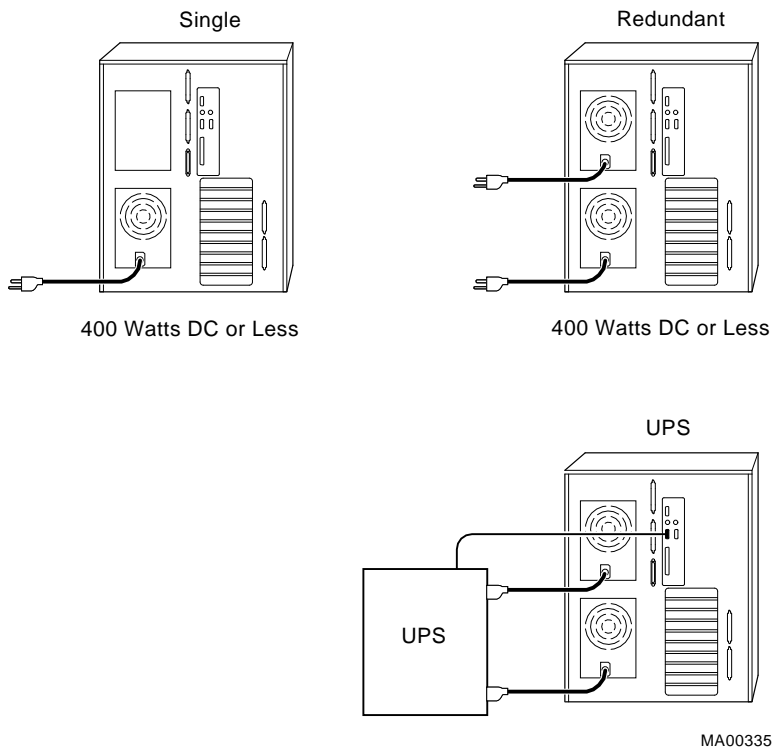 Single
Redundant
400 Watts DC or Less
400 Watts DC or Less
UPS
UPS
MA00335